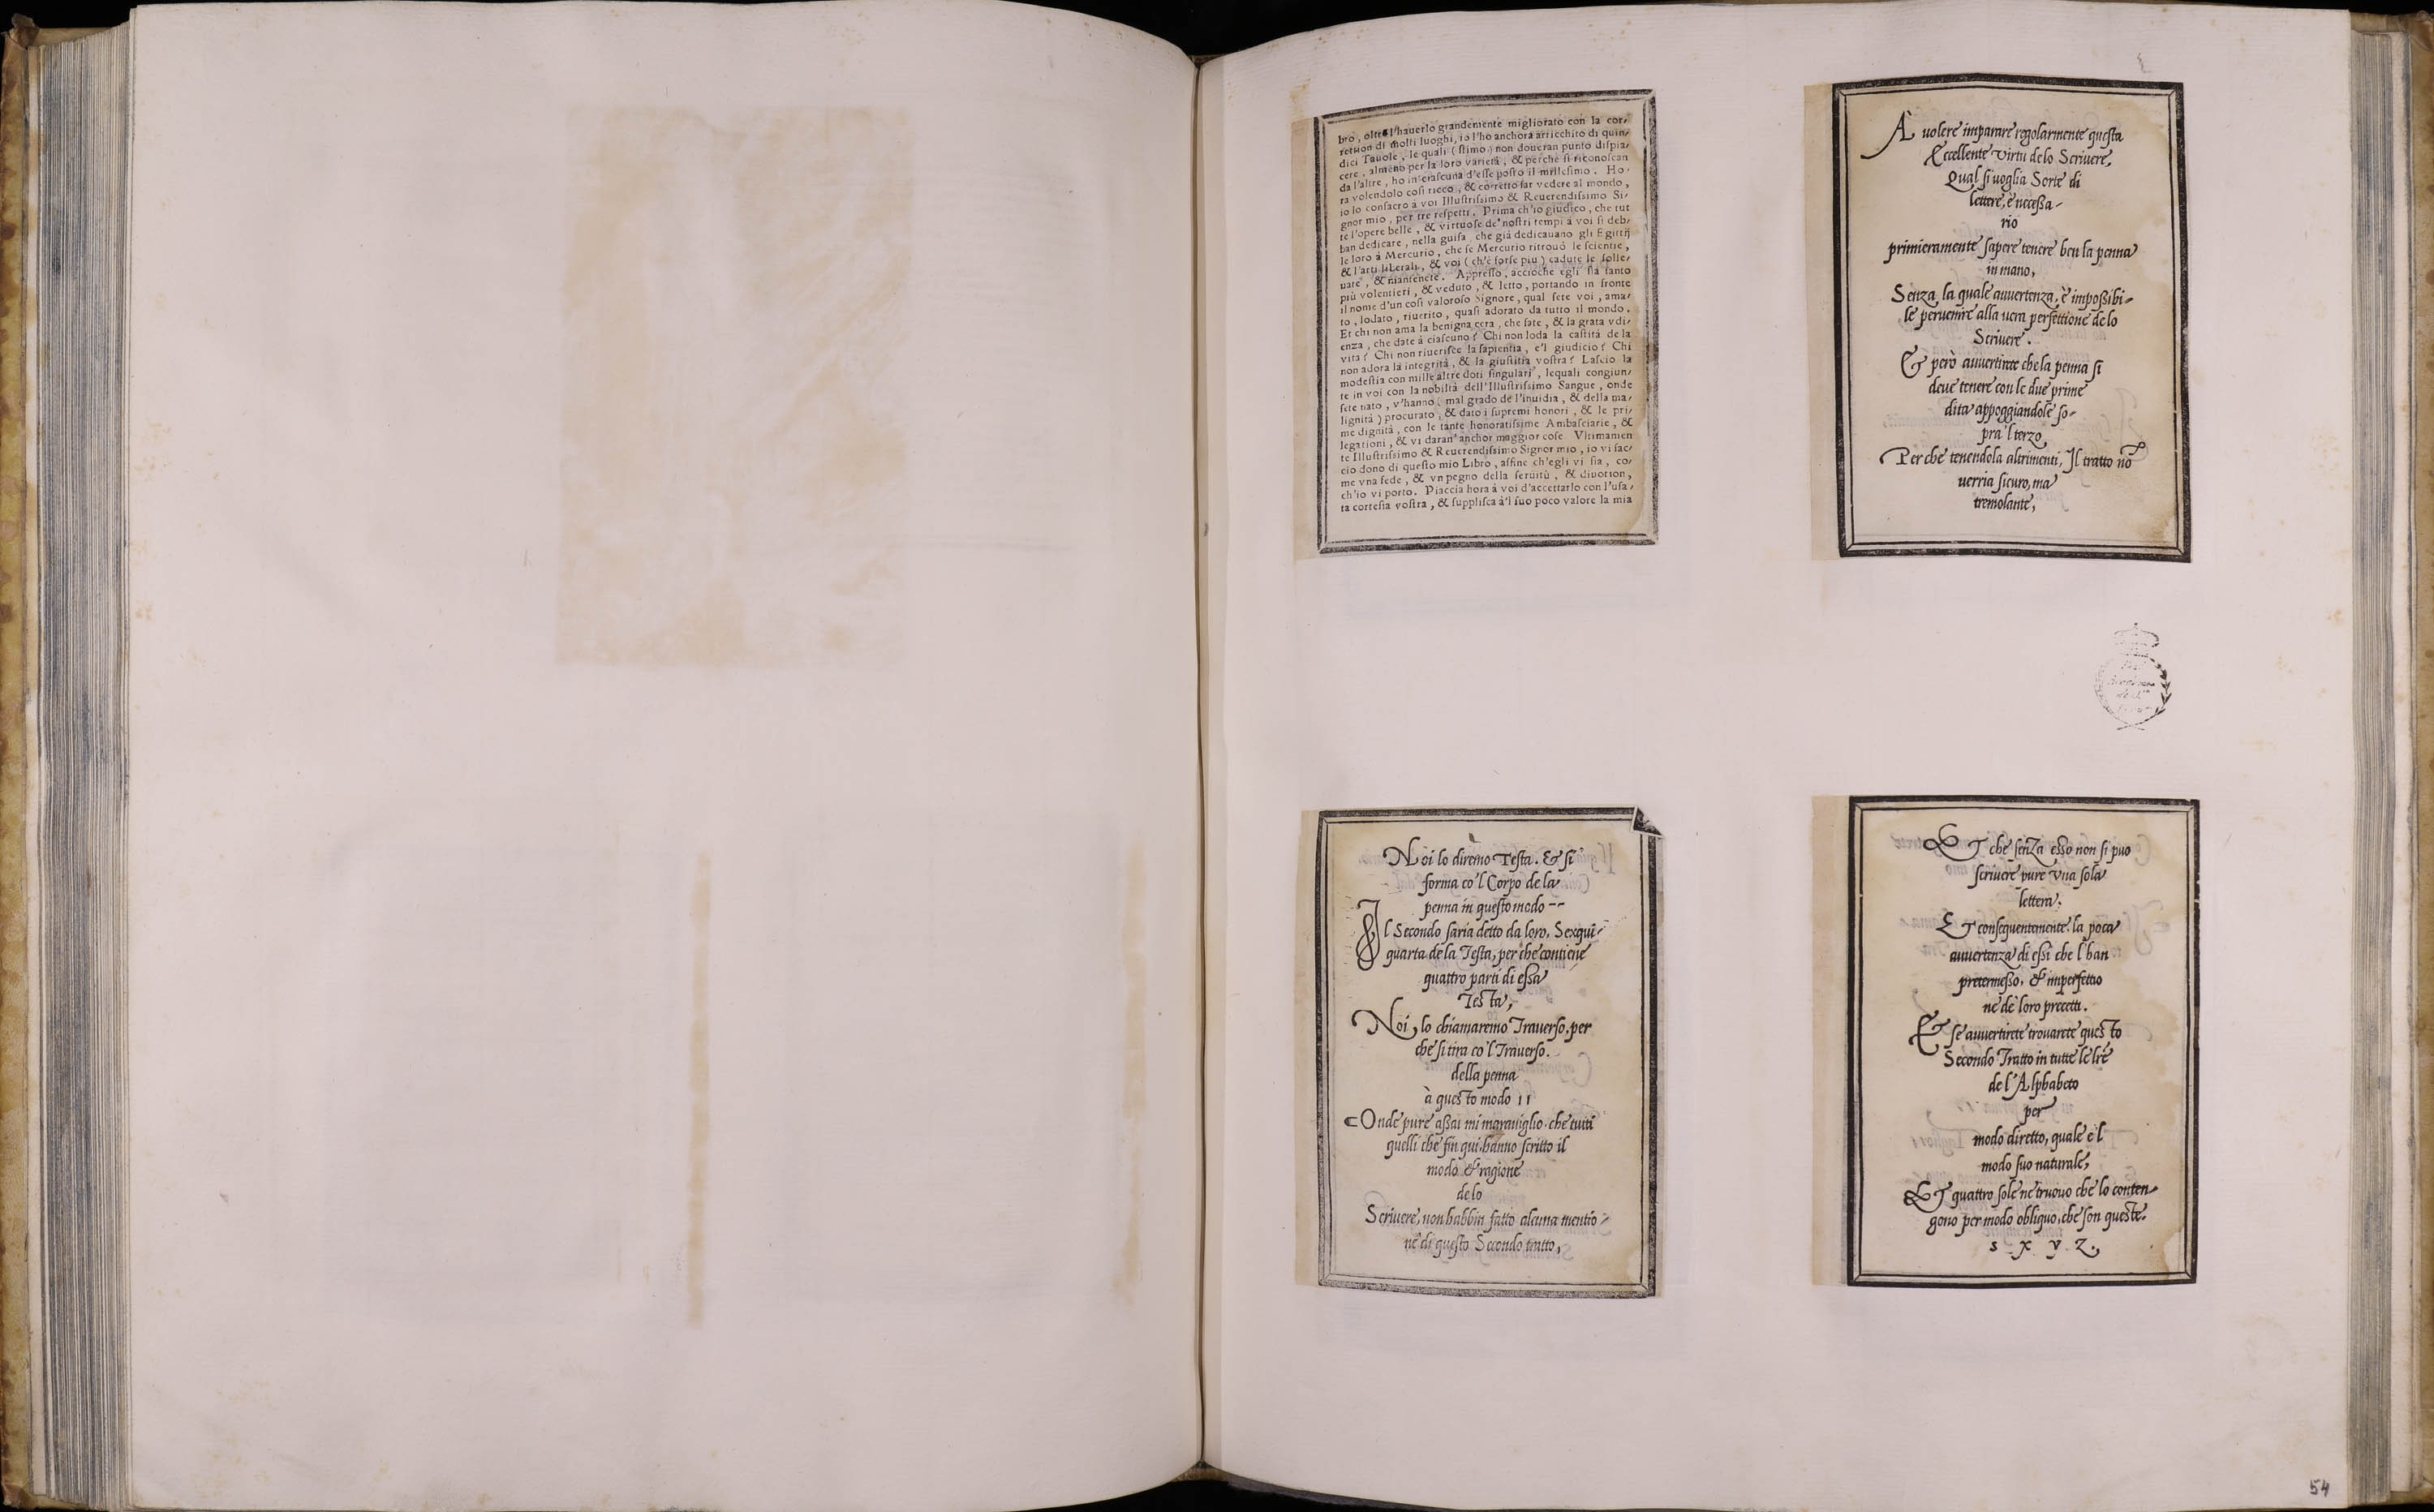 bro, oltre l'hauerlo grandemente migliorato con la cor/
rettion di molti luoghi, io l'ho anchora arricchito di quin/
dici Tauole, le quali (stimo) non doueran punto dispia/
cere, almeno per la loro varietà, & perche si riconoscan
da l'altre, ho in ciascuna d'esse posto il millesimo. Ho/
ra volendolo così ricco, & corretto far vedere al mondo,
io lo consacro à voi Illustrissimo & Reuerendissimo Si/
gnor mio, per tre respetti. Prima ch'io giudico, che tut
te l'opere belle, & virtuose de' nostri tempi à voi si deb/
ban dedicare, nella guisa, che già dedicauano gli Egittij
le loro à Mercurio, che se Mercurio ritrouò le scientie,
& l'arti liberali, & voi (ch'è forse piu) cadute le solle/
uate, & mantenete. Appresso, accioche egli sia tanto
più volentieri, & veduto, & letto, portando in fronte
il nome d'un così valoroso Signore, qual sete voi, ama/
to, lodato, riuerito, quasi adorato da tutto il mondo.
Et chi non ama la benigna cera, che fate, & la grata vdi/
enza, che date à ciascuno? Chi non loda la castità de la
vita? Chi non riuerisce la sapientia, e'l giudicio? Chi
non adora la integrità, & la giustitia vostra? Lascio la
modestia con mille altre doti singulari, lequali congiun/
te in voi con la nobiltà dell'Illustrissimo Sangue, onde
sete nato, v'hanno (mal grado de l'inuidia, & della ma/
lignità) procurato, & dato i supremi honori, & le pri/
me dignità, con le tante honoratissime Ambasciarie, &
legationi, & vi daran' anchor maggior cose. Vltimamen
te Illustrissimo & Reuerendissimo Signor mio, io vi fac/
cio dono di questo mio Libro, affine ch'egli vi sia, co/
me vna fede, & vn pegno della seruitù, & diuotion,
ch'io vi porto. Piaccia hora à voi d'accettarlo con l'usa/
ta cortesia vostra, & supplisca à'l suo poco valore la mia
À volere imparare regolarmente questa
Eccellente virtu de lo Scriuere,
Qual si uoglia Sorte di
lettere, è necessa-
rio
primieramente sapere tenere ben la penna
in mano,
Senza la quale auuertenza, è impossibi-
le peruenire alla uera perfettione de lo
Scriuere.
& però auuertirete che la penna si
deue tenere con le due prime
dita appoggiandole so-
pra'l terzo,
Perche tenendola altrimenti, Il tratto nō
uerria sicuro, ma
tremolante,
Noi lo diremo Testa. & si
forma co'l Corpo de la
penna in questo modo --
Il Secondo saria detto da loro, Sexqui-
quarta de la Testa, per che contiene
quattro parti di essa
Testa,
Noi, lo chiamaremo Trauerso, per
che si tira co'l Trauerso.
della penna
à questo modo ıı
Onde pure assai mi marauiglio che tutti
quelli che fin qui hanno scritto il
modo & ragione
de lo
Scriuere, non habbin fatto alcuna mentio-
ne di questo Secondo tratto,
ET che senza esso non si puo
scriuere pure vna sola
lettera.
ET consequentemente la poca
auuertenza di essi che l'han
pretermesso, & imperfettio
ne de loro precetti.
& se auuertirete trouarete questo
Secondo Tratto in tutte le lr̄e
de l'Alphabeto
per
modo diretto, quale è l
modo suo naturale,
ET quattro sole ne truouo che lo conten-
gono per modo obliquo, che son queste.
s x y z.
54